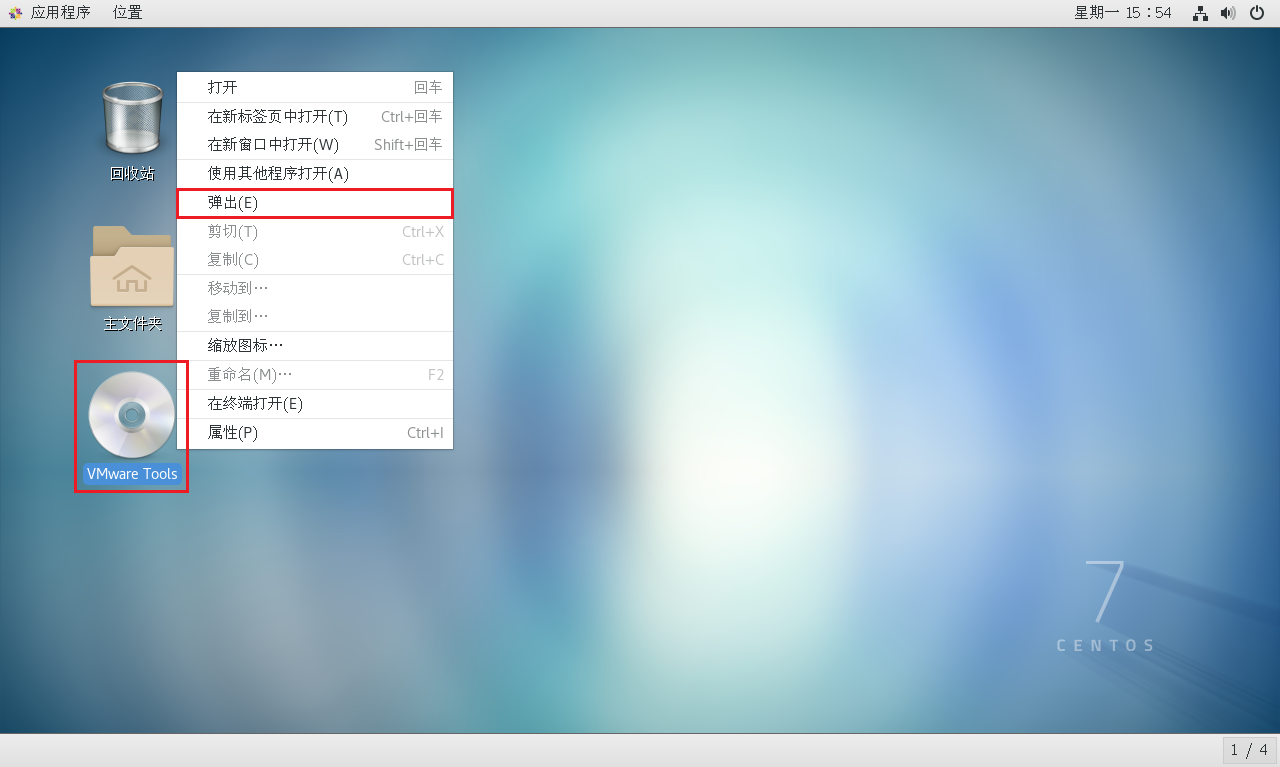 应用程序 位置 星期一 15：54
打开 回车
在新标签页中打开(T) Ctrl+回车
在新窗口中打开(W) Shift+回车
使用其他程序打开(A)
弹出(E)
剪切(T) Ctrl+X
复制(C) Ctrl+C
移动到…
复制到…
缩放图标…
重命名(M)… F2
在终端打开(E)
属性(P) Ctrl+I
回收站
主文件夹
VMware Tools
7
CENTOS
1 / 4